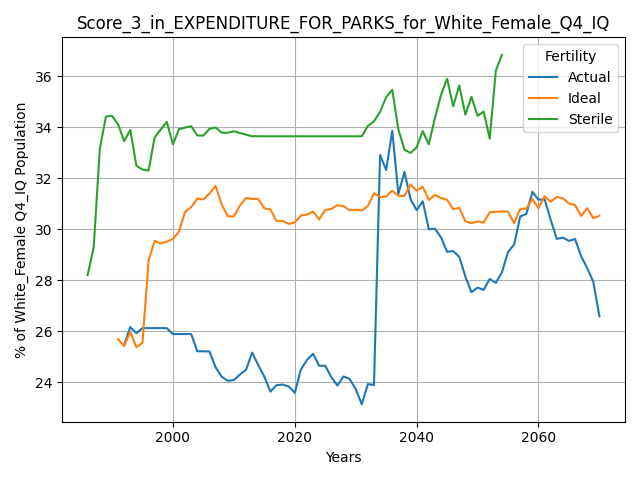 Score_3_in_EXPENDITURE_FOR_PARKS_for_White_Female_Q4_IQ
% of White_Female Q4_IQ Population
36
34
32
30
28
26
24
Fertility
Actual
Ideal
Sterile
2000
2020
2040
2060
Years